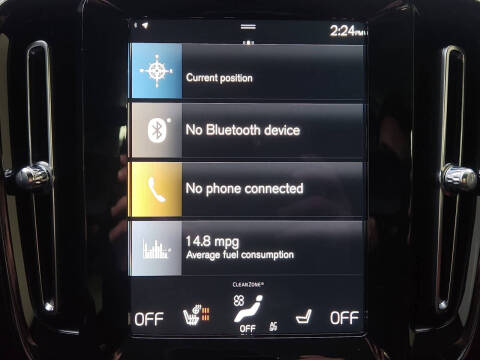 2:24PM
Current position
No Bluetooth device
No phone connected
14.8 mpg
Average fuel consumption
CLEANZONE®
OFF OFF
OFF